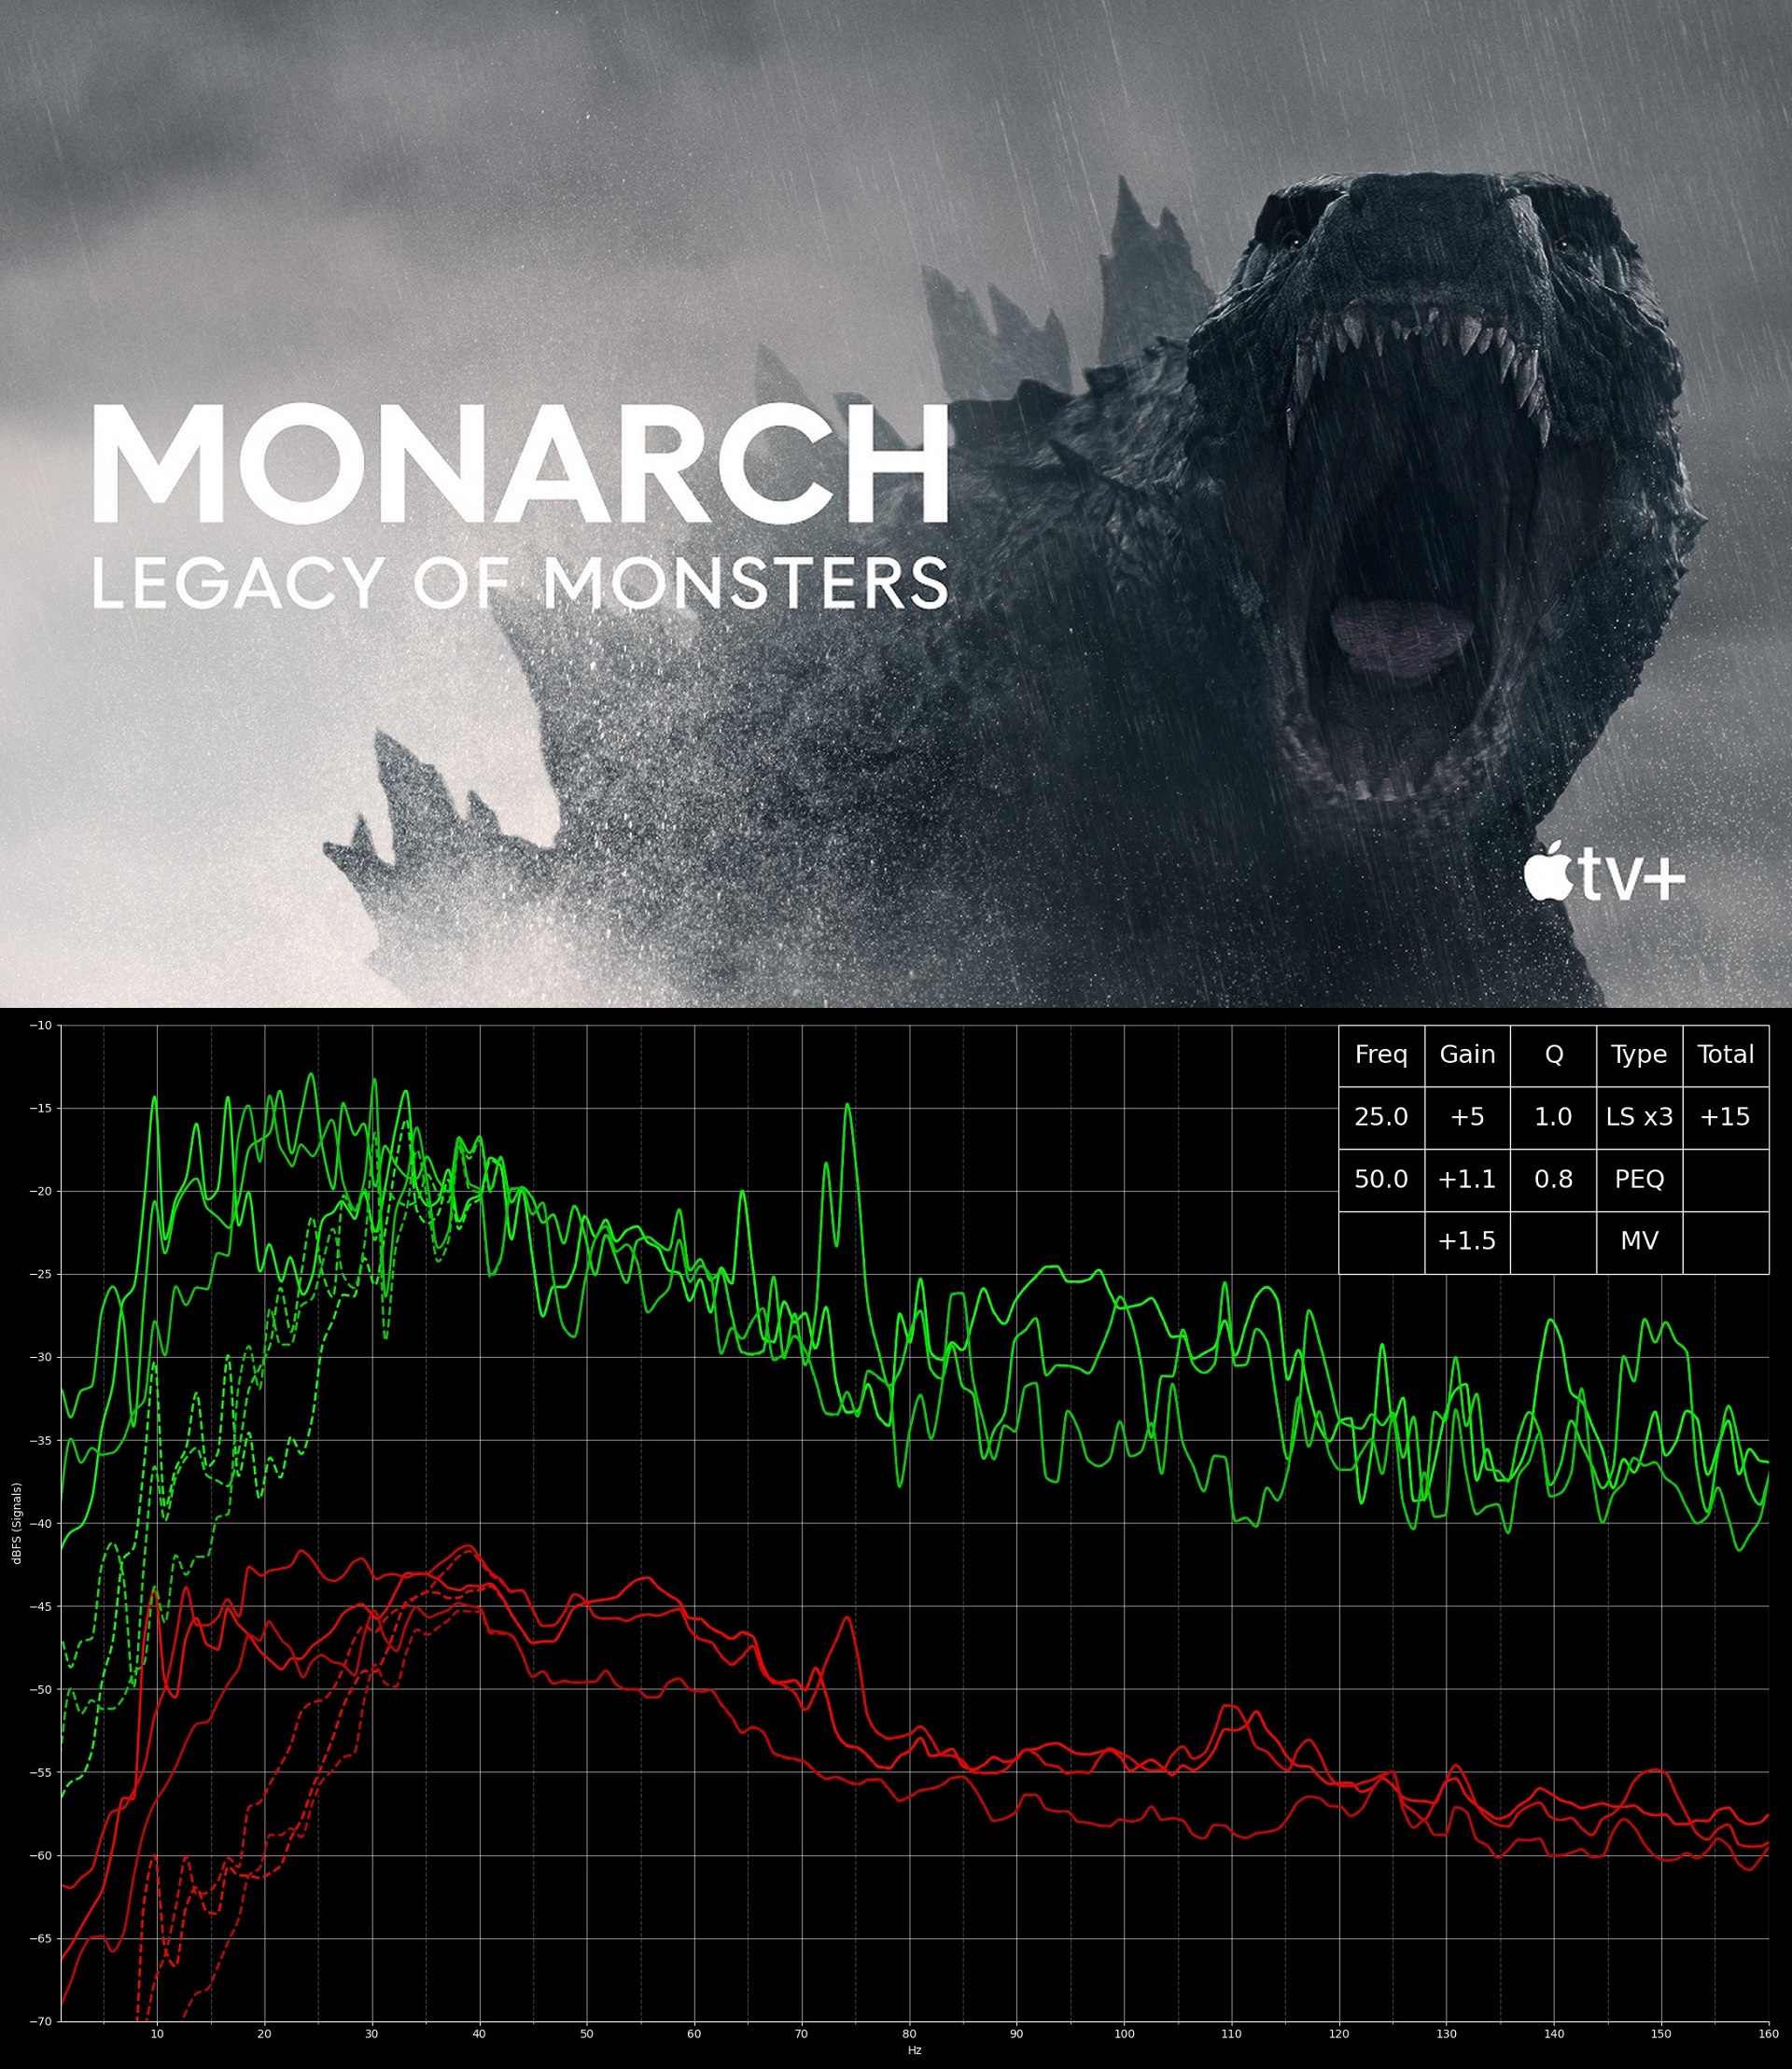 MONARCH
LEGACY OF MONSTERS
tv+
Freq Gain Q Type Total
25.0 +5 1.0 LS x3 +15
50.0 +1.1 0.8 PEQ
+1.5 MV
−10
−15
−20
−25
−30
−35
−40
−45
−50
−55
−60
−65
−70
dBFS (Signals)
10 20 30 40 50 60 70 80 90 100 110 120 130 140 150 160
Hz